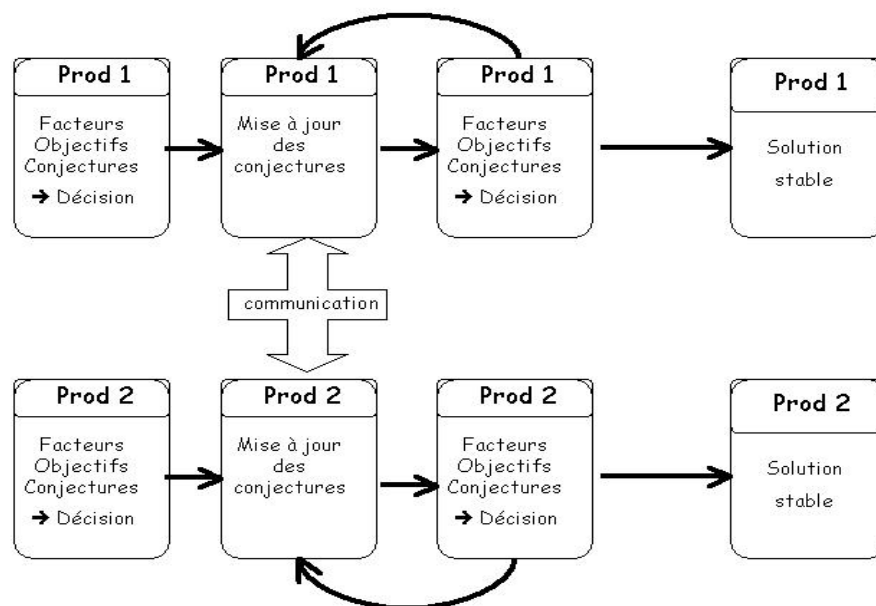 Prod 1
Facteurs
Objectifs
Conjectures
➔ Décision
Prod 1
Mise à jour
des
conjectures
Prod 1
Facteurs
Objectifs
Conjectures
➔ Décision
Prod 1
Solution
stable
communication
Prod 2
Facteurs
Objectifs
Conjectures
➔ Décision
Prod 2
Mise à jour
des
conjectures
Prod 2
Facteurs
Objectifs
Conjectures
➔ Décision
Prod 2
Solution
stable